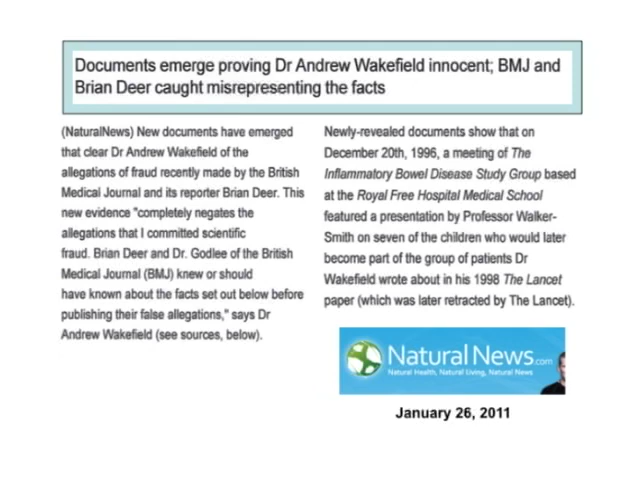 Documents emerge proving Dr Andrew Wakefield innocent; BMJ and
Brian Deer caught misrepresenting the facts
(NaturalNews) New documents have emerged
that clear Dr Andrew Wakefield of the
allegations of fraud recently made by the British
Medical Journal and its reporter Brian Deer. This
new evidence "completely negates the
allegations that I committed scientific
fraud. Brian Deer and Dr. Godlee of the British
Medical Journal (BMJ) knew or should
have known about the facts set out below before
publishing their false allegations," says Dr
Andrew Wakefield (see sources, below).
Newly-revealed documents show that on
December 20th, 1996, a meeting of The
Inflammatory Bowel Disease Study Group based
at the Royal Free Hospital Medical School
featured a presentation by Professor Walker-
Smith on seven of the children who would later
become part of the group of patients Dr
Wakefield wrote about in his 1998 The Lancet
paper (which was later retracted by The Lancet).
NaturalNews.com
Natural Health, Natural Living, Natural News
January 26, 2011